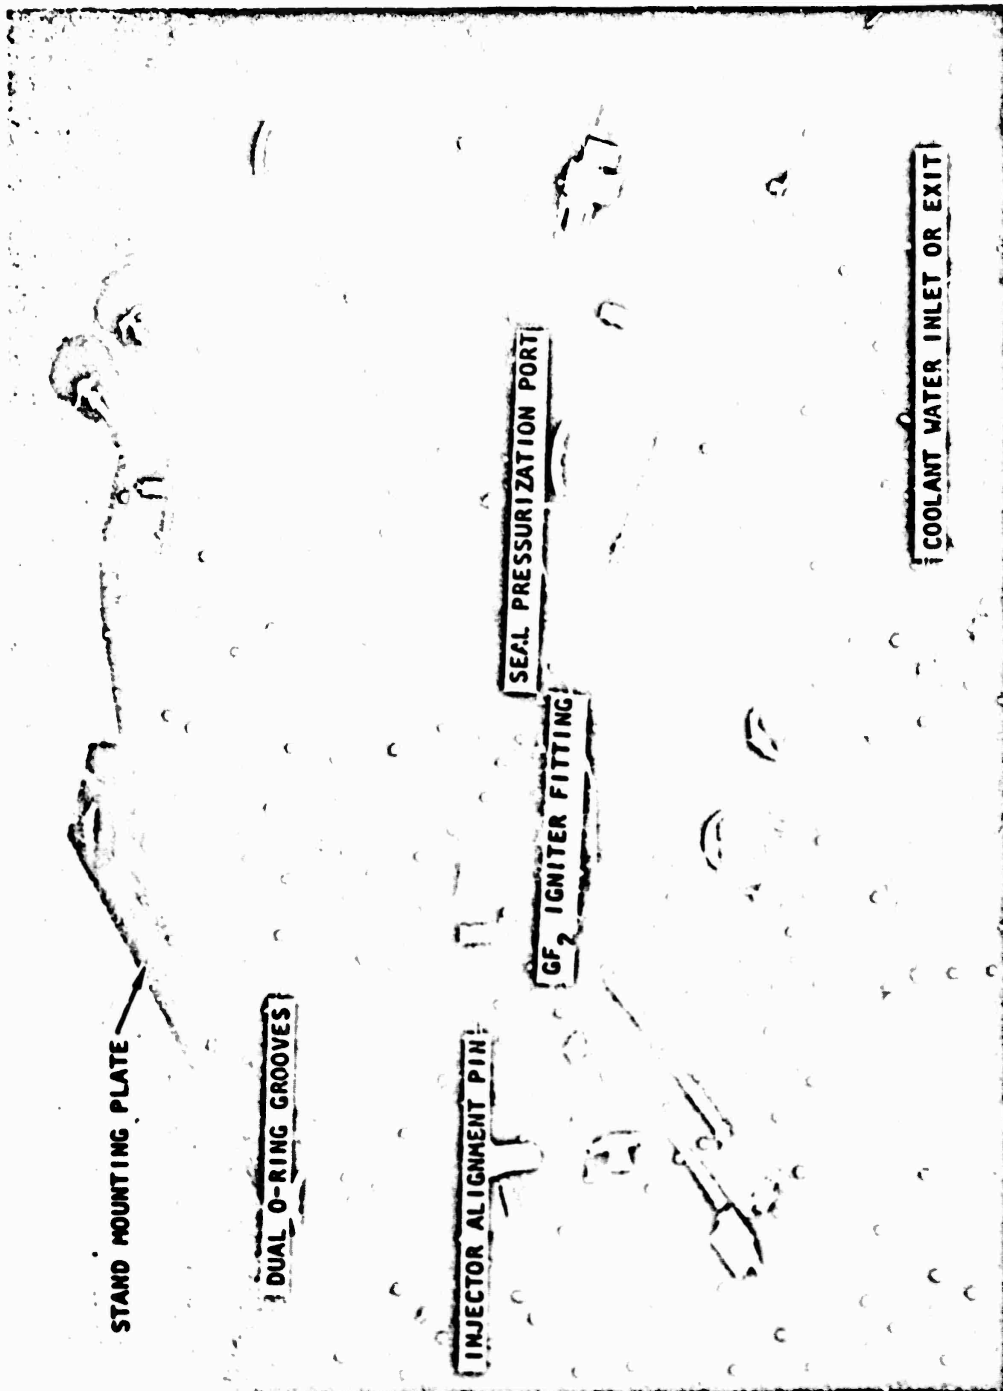 STAND MOUNTING PLATE
DUAL O-RING GROOVES
INJECTOR ALIGNMENT PIN
SEAL PRESSURIZATION PORT
GF2 IGNITER FITTING
COOLANT WATER INLET OR EXIT